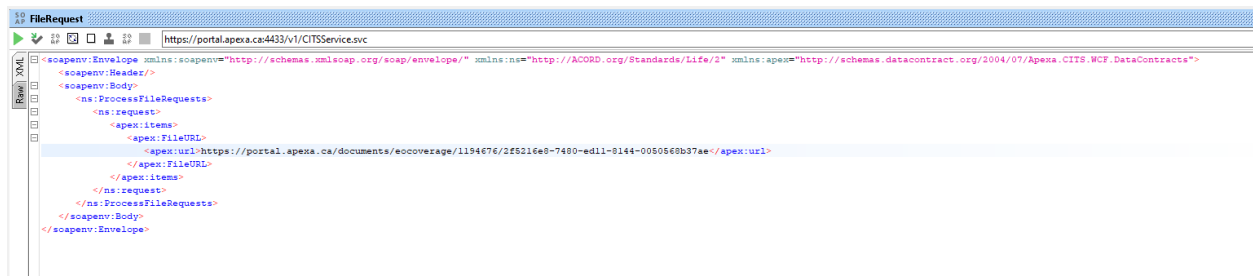 SO AP FileRequest
https://portal.apexa.ca:4433/v1/CITSService.svc
XML
Raw
<soapenv:Envelope xmlns:soapenv="http://schemas.xmlsoap.org/soap/envelope/" xmlns:ns="http://ACORD.org/Standards/Life/2" xmlns:apex="http://schemas.datacontract.org/2004/07/Apexa.CITS.WCF.DataContracts">
<soapenv:Header/>
<soapenv:Body>
<ns:ProcessFileRequests>
<ns:request>
<apex:items>
<apex:FileURL>
<apex:url>https://portal.apexa.ca/documents/eocoverage/1194676/2f5216e8-7480-ed11-8144-0050568b37ae</apex:url>
</apex:FileURL>
</apex:items>
</ns:request>
</ns:ProcessFileRequests>
</soapenv:Body>
</soapenv:Envelope>